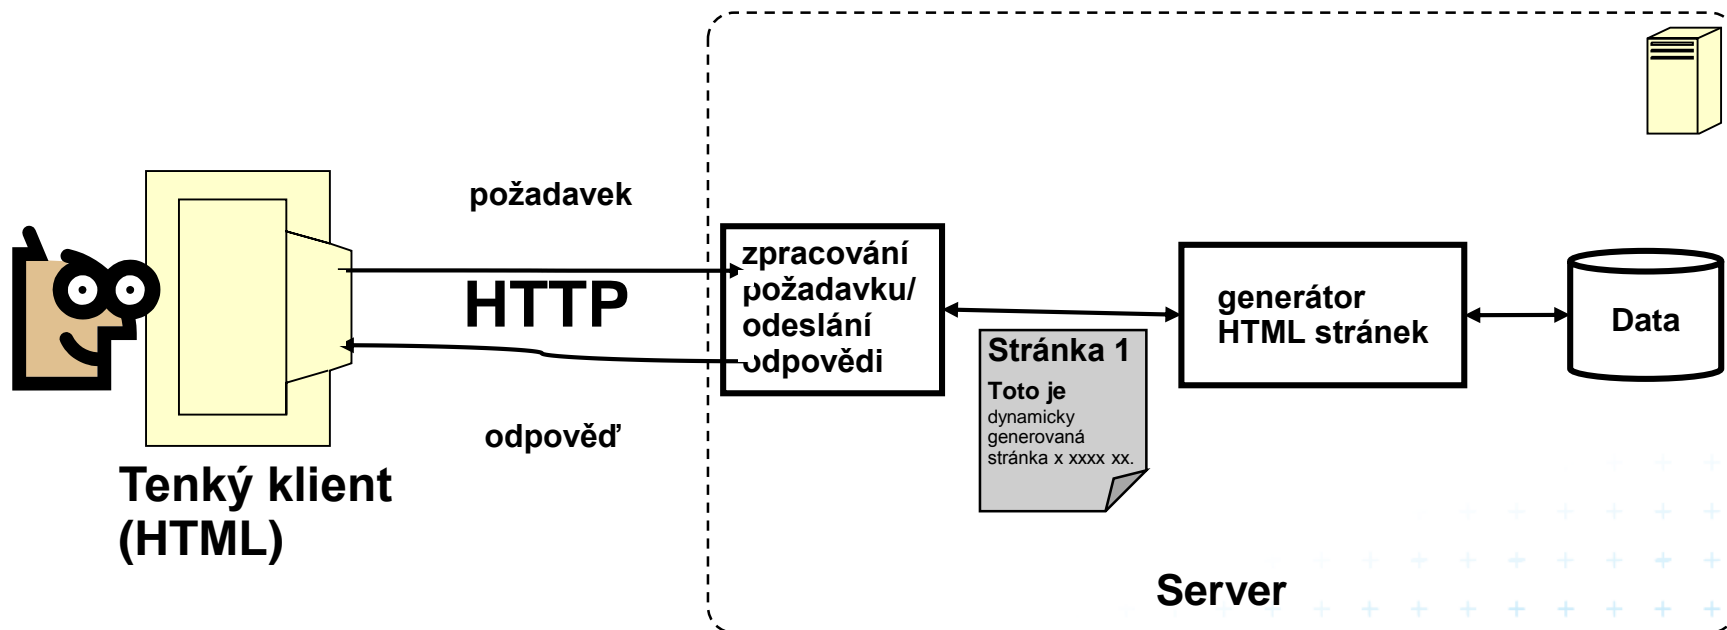 požadavek
HTTP
odpověď
Tenký klient
(HTML)
zpracování
požadavku/
odeslání
odpovědi
Stránka 1
Toto je
dynamicky
generovaná
stránka x xxxx xx.
generátor
HTML stránek
Data
Server